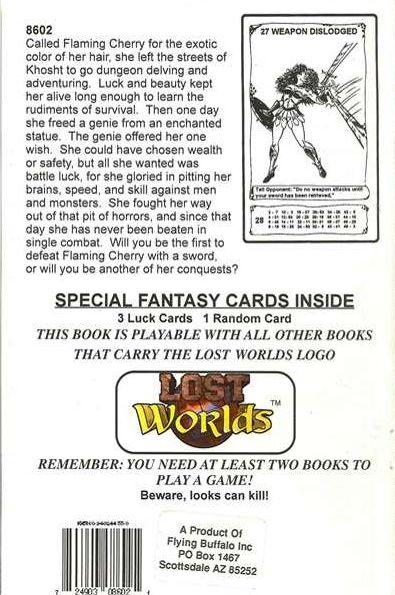 8602
Called Flaming Cherry for the exotic
color of her hair, she left the streets of
Khosht to go dungeon delving and
adventuring. Luck and beauty kept
her alive long enough to learn the
rudiments of survival. Then one day
she freed a genie from an enchanted
statue. The genie offered her one
wish. She could have chosen wealth
or safety, but all she wanted was
battle luck, for she gloried in pitting her
brains, speed, and skill against men
and monsters. She fought her way
out of that pit of horrors, and since that
day she has never been beaten in
single combat. Will you be the first to
defeat Flaming Cherry with a sword,
or will you be another of her conquests?
27 WEAPON DISLODGED
Tell Opponent: "Do no weapon attacks until
your sword has been retrieved."
28
SPECIAL FANTASY CARDS INSIDE
3 Luck Cards 1 Random Card
THIS BOOK IS PLAYABLE WITH ALL OTHER BOOKS
THAT CARRY THE LOST WORLDS LOGO
LOST
Worlds TM
REMEMBER: YOU NEED AT LEAST TWO BOOKS TO
PLAY A GAME!
Beware, looks can kill!
A Product Of
Flying Buffalo Inc
PO Box 1467
Scottsdale AZ 85252
7 24903 08602 1